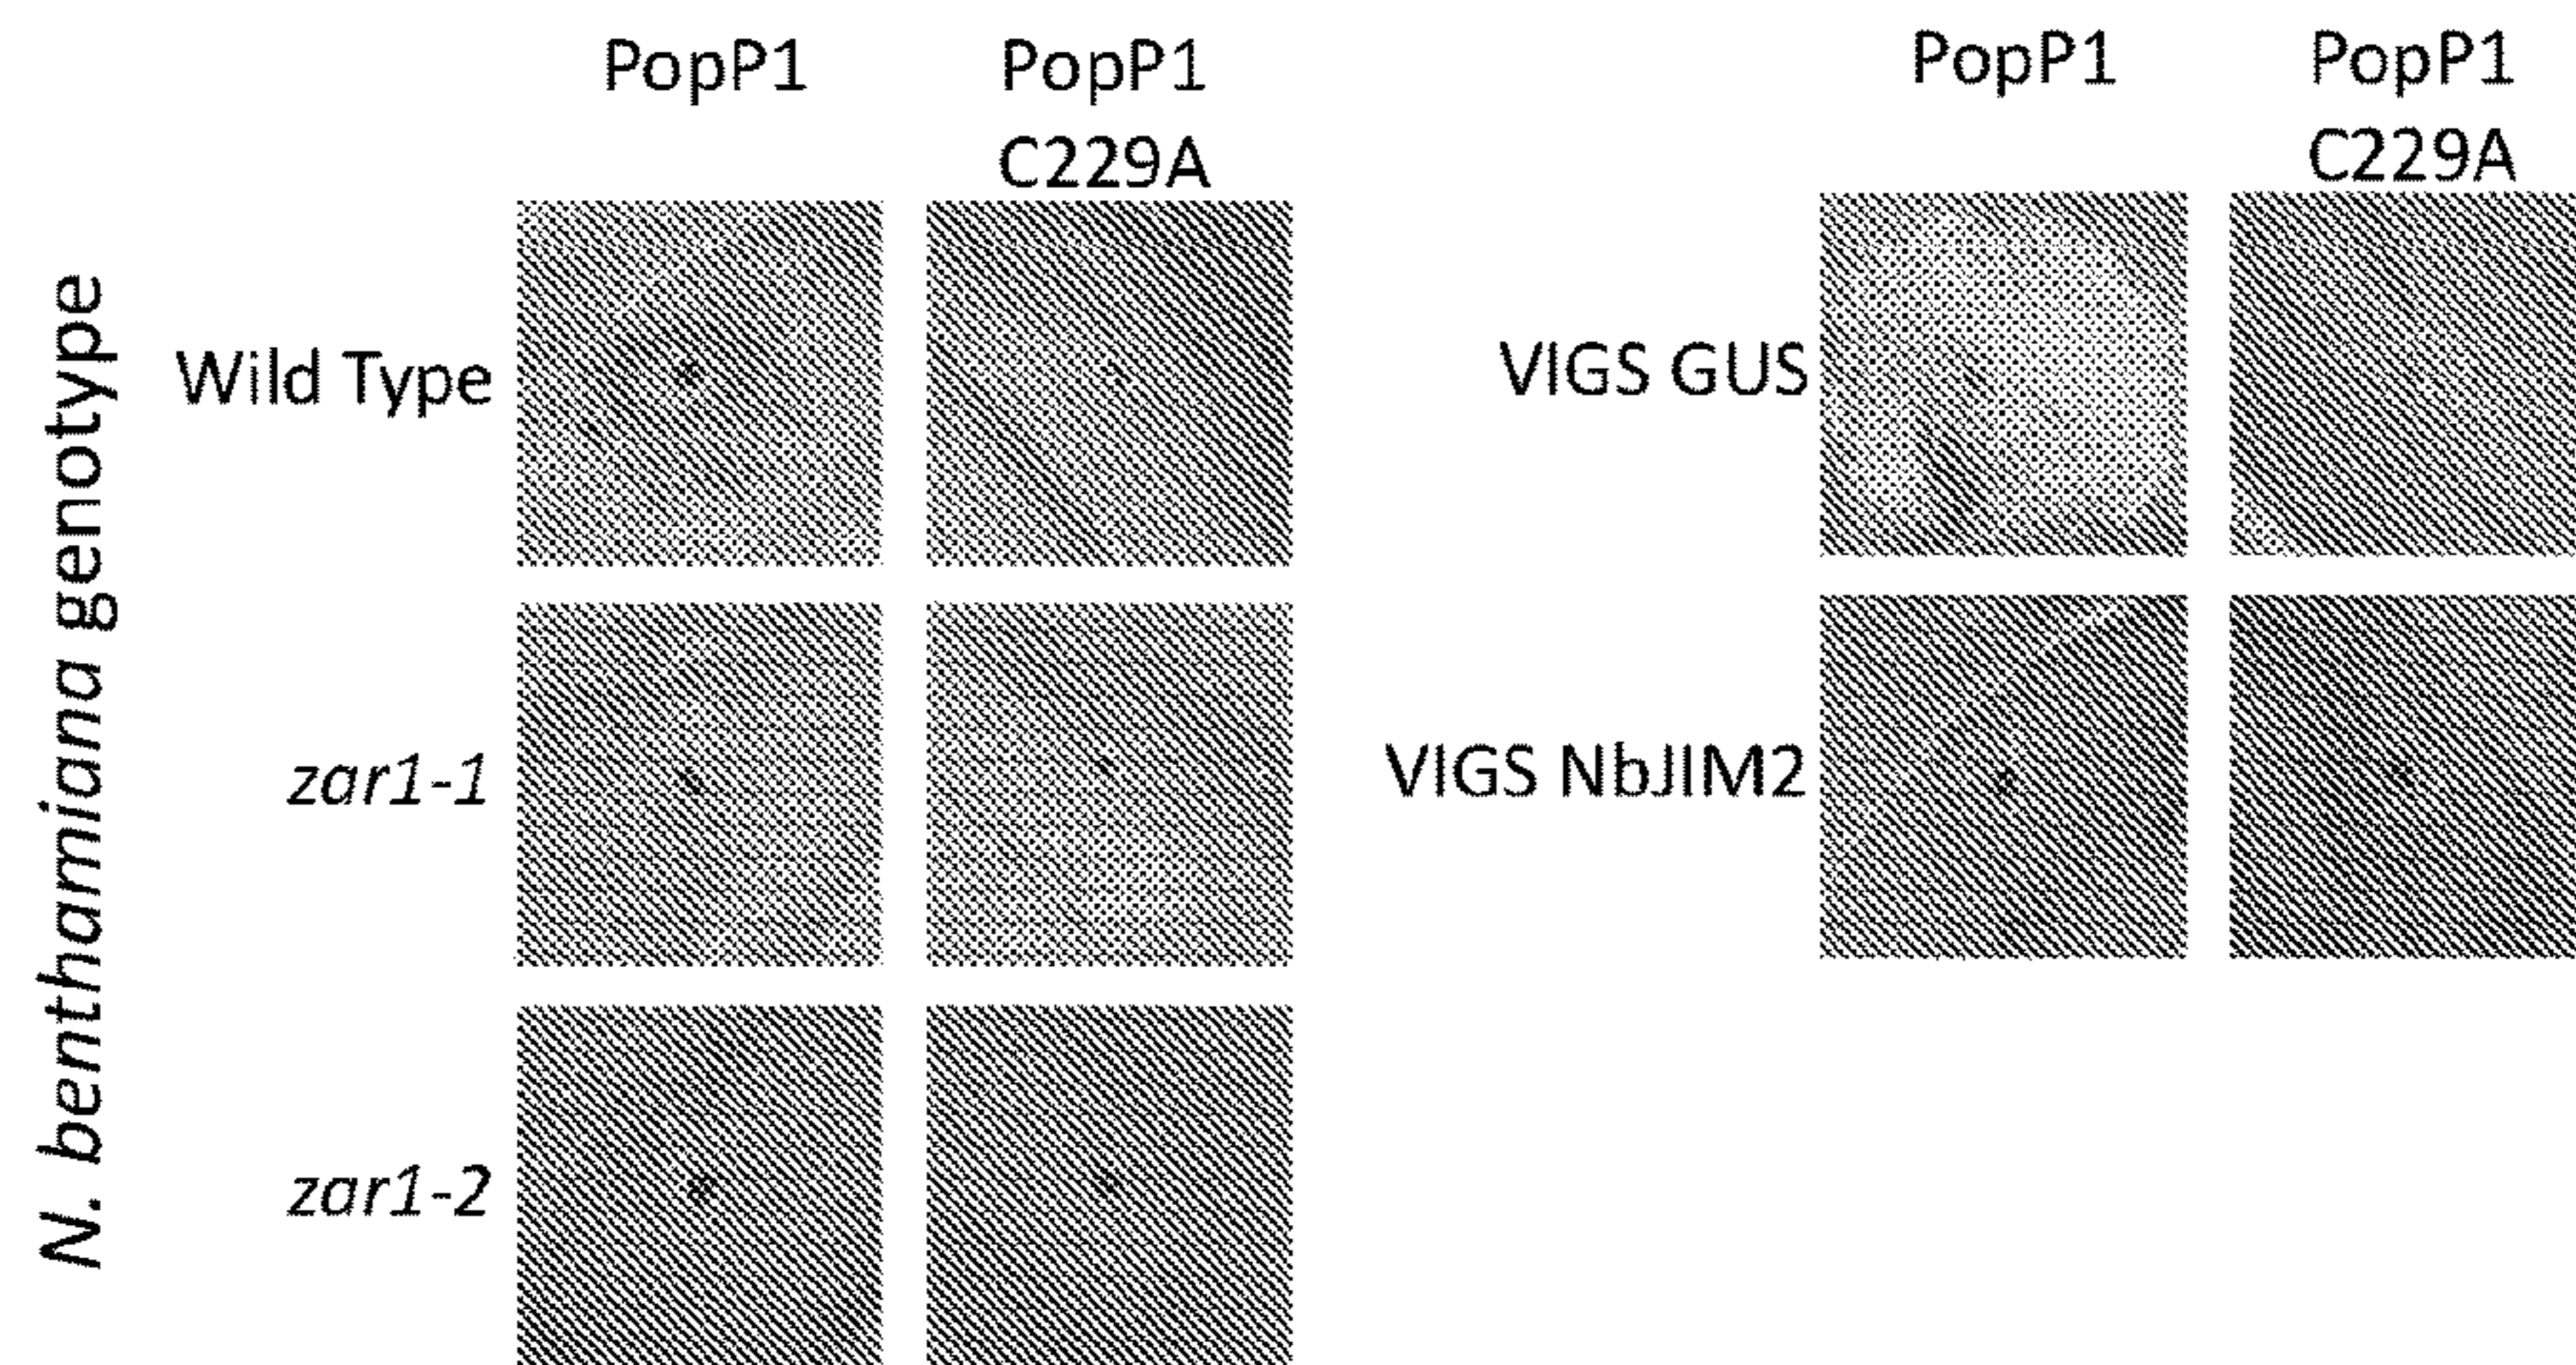 PopP1
PopP1
C229A
PopP1
PopP1
C229A
N. benthamiana genotype
Wild Type
zar1-1
zar1-2
VIGS GUS
VIGS NbJIM2